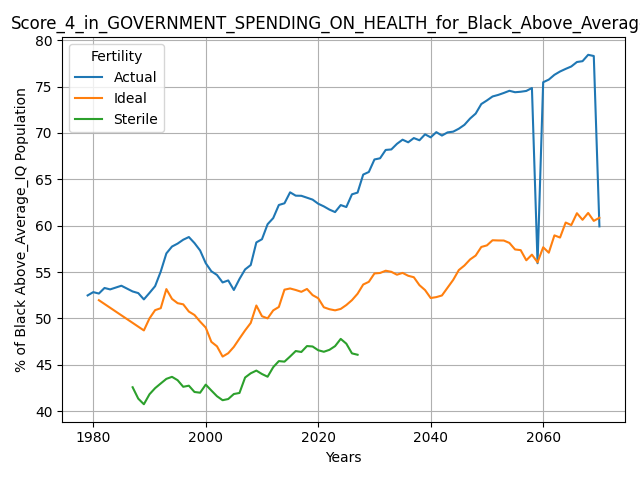 Score_4_in_GOVERNMENT_SPENDING_ON_HEALTH_for_Black_Above_Averag
80
75
70
65
60
55
50
45
40
% of Black Above_Average_IQ Population
Fertility
Actual
Ideal
Sterile
1980
2000
2020
2040
2060
Years